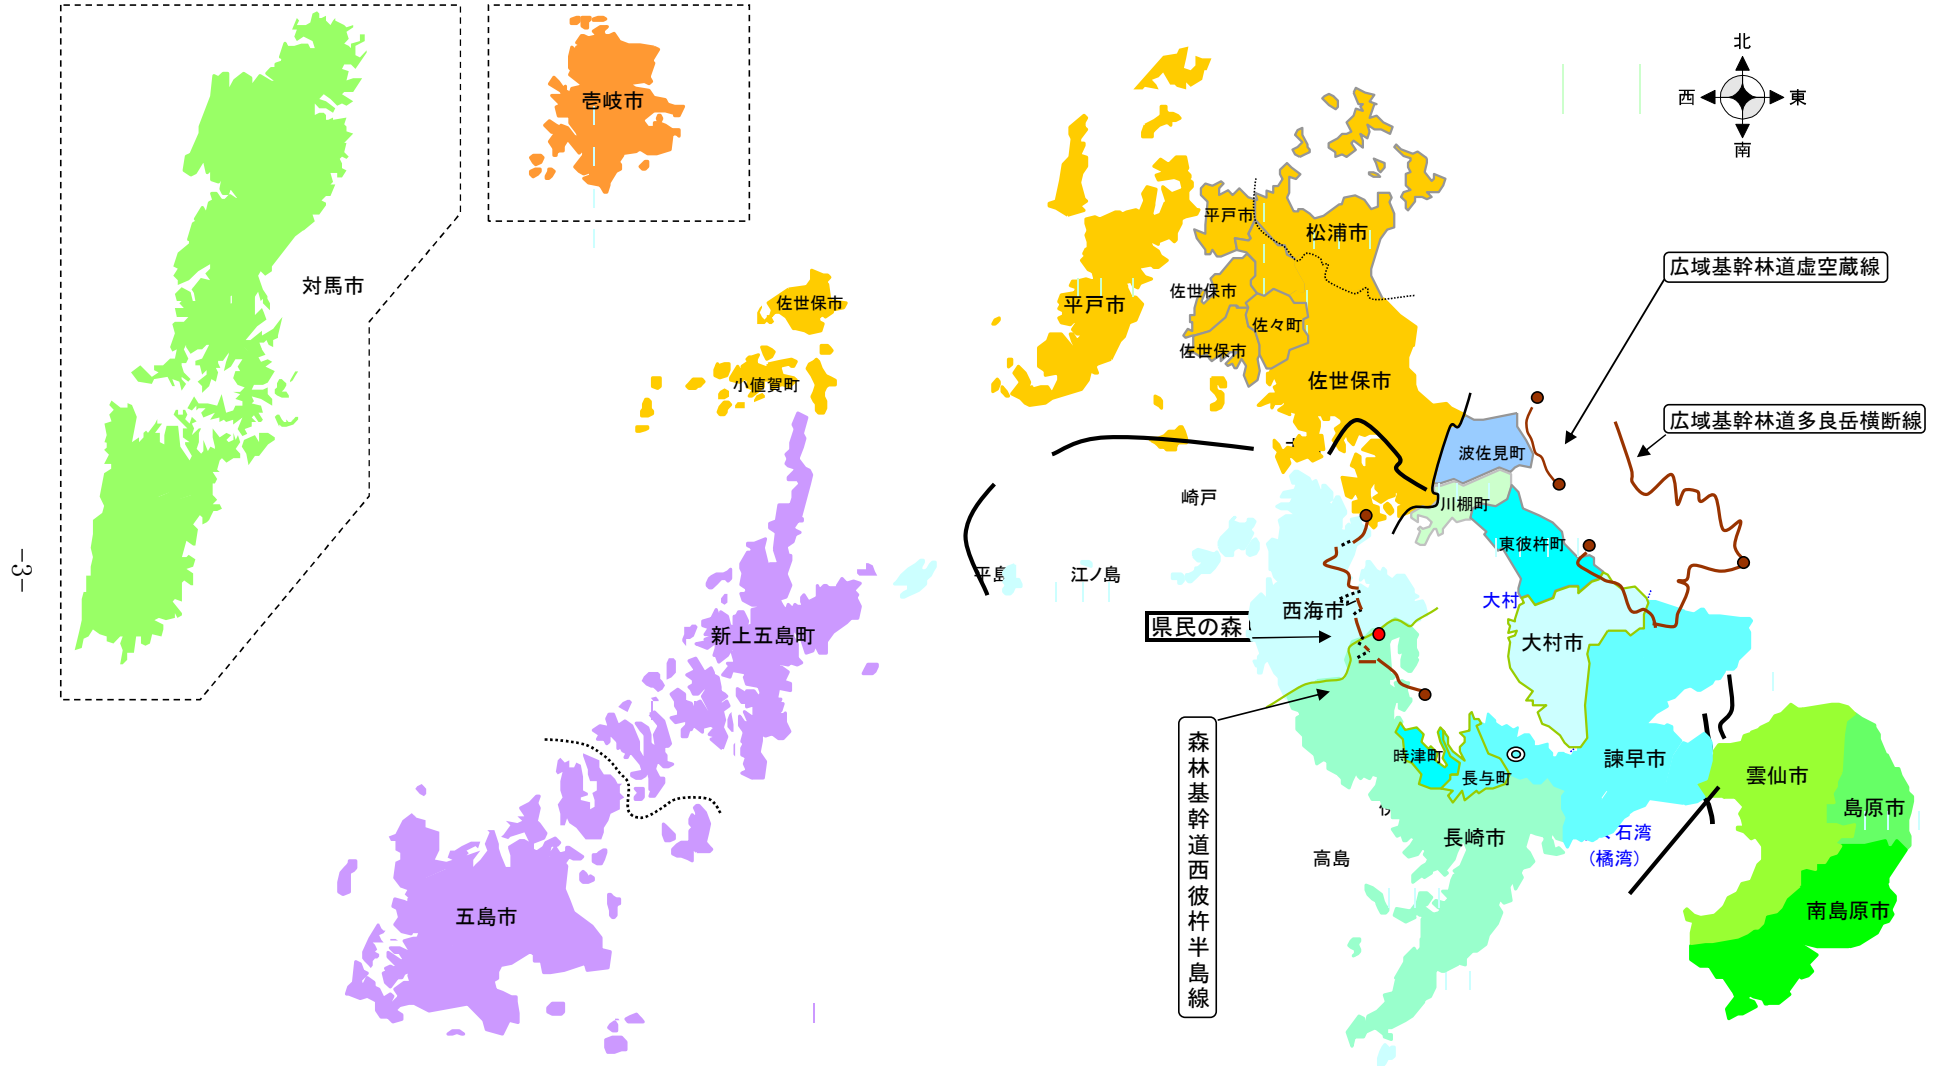 北
西
東
南
壱岐市
対馬市
平戸市
松浦市
広域基幹林道虚空蔵線
佐世保市
佐世保市
平戸市
佐々町
佐世保市
小値賀町
佐世保市
広域基幹林道多良岳横断線
波佐見町
崎戸
川棚町
東彼杵町
平島
江ノ島
大村
西海市
県民の森
新上五島町
大村市
森林基幹道西彼杵半島線
時津町
長与町
諫早市
雲仙市
島原市
長崎市
石湾
(橘湾)
高島
五島市
南島原市
-3-